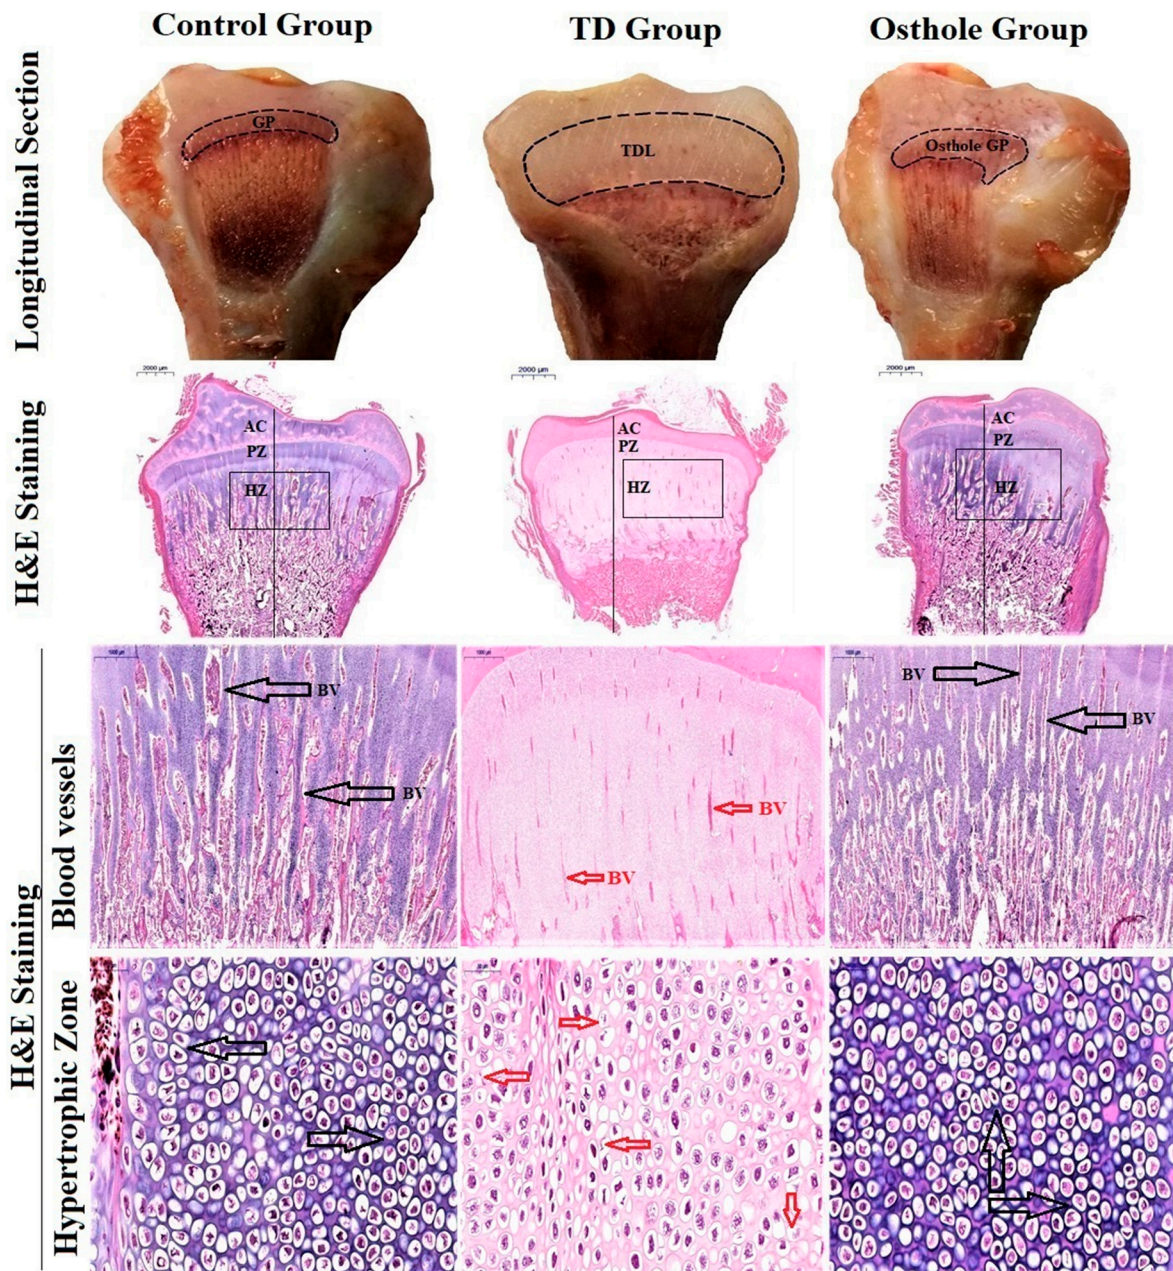 Control Group
TD Group
Osthole Group
Longitudinal Section
GP
TDL
Osthole GP
H&E Staining
2000 µm
2000 µm
2000 µm
AC
PZ
HZ
AC
PZ
HZ
AC
PZ
HZ
H&E Staining
Blood vessels
1000 µm
BV
BV
BV
BV
BV
BV
Hypertrophic Zone